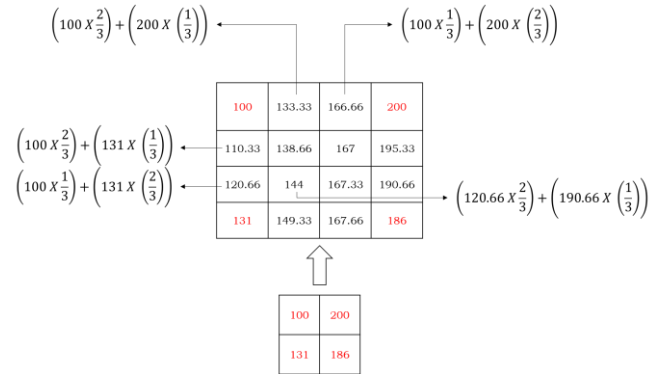 (100 X 2/3) + (200 X (1/3))
(100 X 1/3) + (200 X (2/3))
100 133.33 166.66 200
(100 X 2/3) + (131 X (1/3))
110.33 138.66 167 195.33
(100 X 1/3) + (131 X (2/3))
120.66 144 167.33 190.66
(120.66 X 2/3) + (190.66 X (1/3))
131 149.33 167.66 186
100 200
131 186